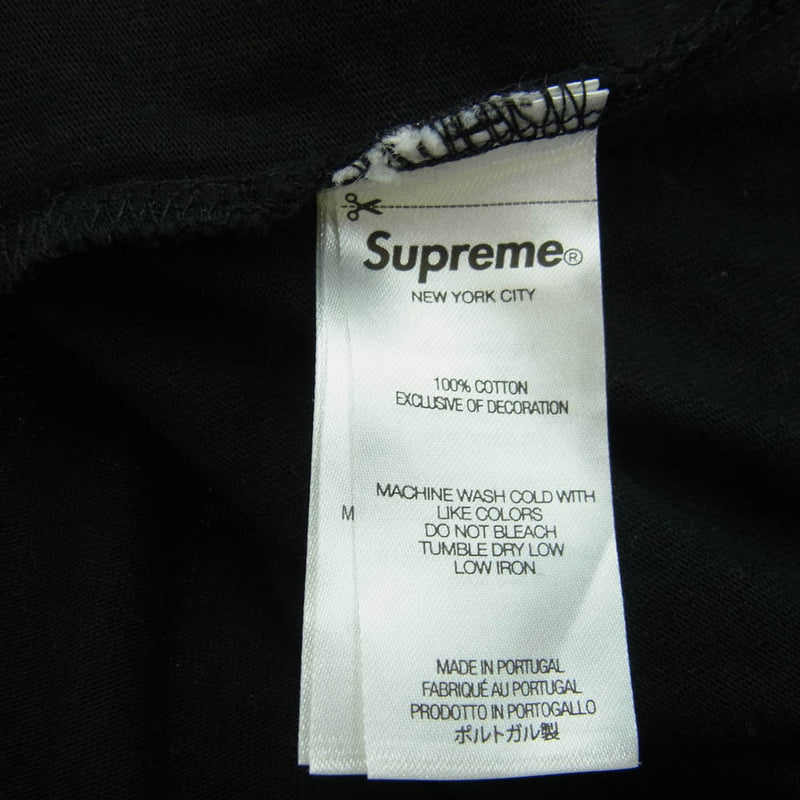 Supreme®
NEW YORK CITY
100% COTTON
EXCLUSIVE OF DECORATION
MACHINE WASH COLD WITH
LIKE COLORS
DO NOT BLEACH
TUMBLE DRY LOW
LOW IRON
M
MADE IN PORTUGAL
FABRIQUÉ AU PORTUGAL
PRODOTTO IN PORTOGALLO
ポルトガル製